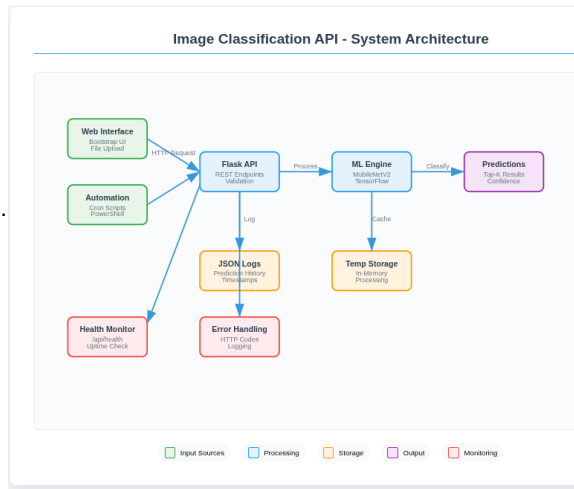 Image Classification API - System Architecture
Web Interface
Bootstrap UI
File Upload
HTTP Request
Automation
Cron Scripts
PowerShell
Flask API
REST Endpoints
Validation
Process
ML Engine
MobileNetV2
TensorFlow
Classify
Predictions
Top-K Results
Confidence
Log
Cache
JSON Logs
Prediction History
Timestamps
Temp Storage
In-Memory
Processing
Health Monitor
/api/health
Uptime Check
Error Handling
HTTP Codes
Logging
Input Sources
Processing
Storage
Output
Monitoring